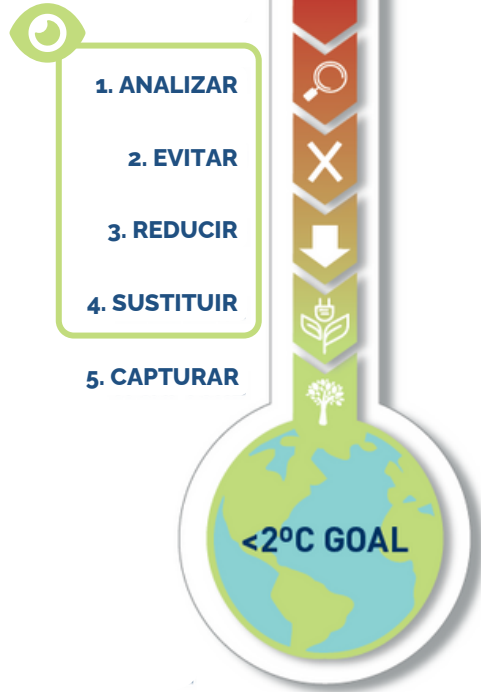 1. ANALIZAR
2. EVITAR
3. REDUCIR
4. SUSTITUIR
5. CAPTURAR
<2ºC GOAL